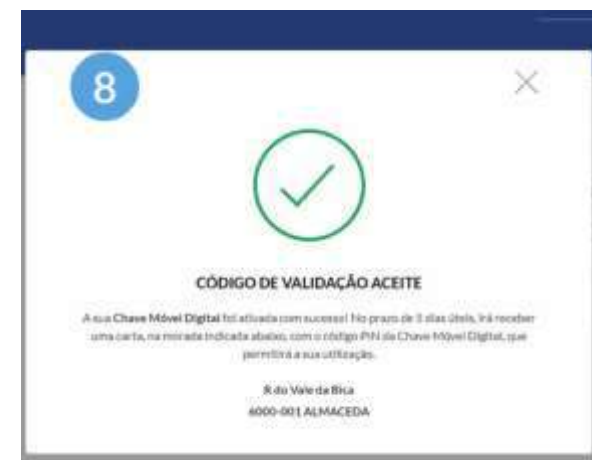 8
CÓDIGO DE VALIDAÇÃO ACEITE
A sua Chave Móvel Digital foi ativada com sucesso! No prazo de 5 dias úteis, irá receber
uma carta, na morada indicada abaixo, com o código PIN da Chave Móvel Digital, que
permitirá a sua utilização.
R do Vale da Bica
6000-001 ALMACEDA